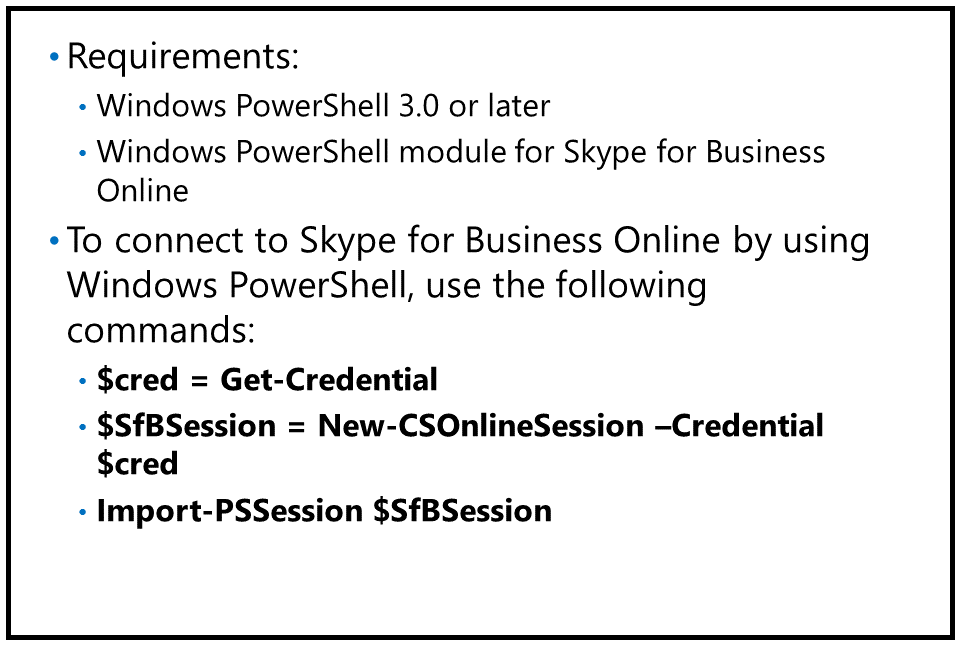 • Requirements:
• Windows PowerShell 3.0 or later
• Windows PowerShell module for Skype for Business
Online
• To connect to Skype for Business Online by using
Windows PowerShell, use the following
commands:
• $cred = Get-Credential
• $SfBSession = New-CSOnlineSession –Credential
$cred
• Import-PSSession $SfBSession